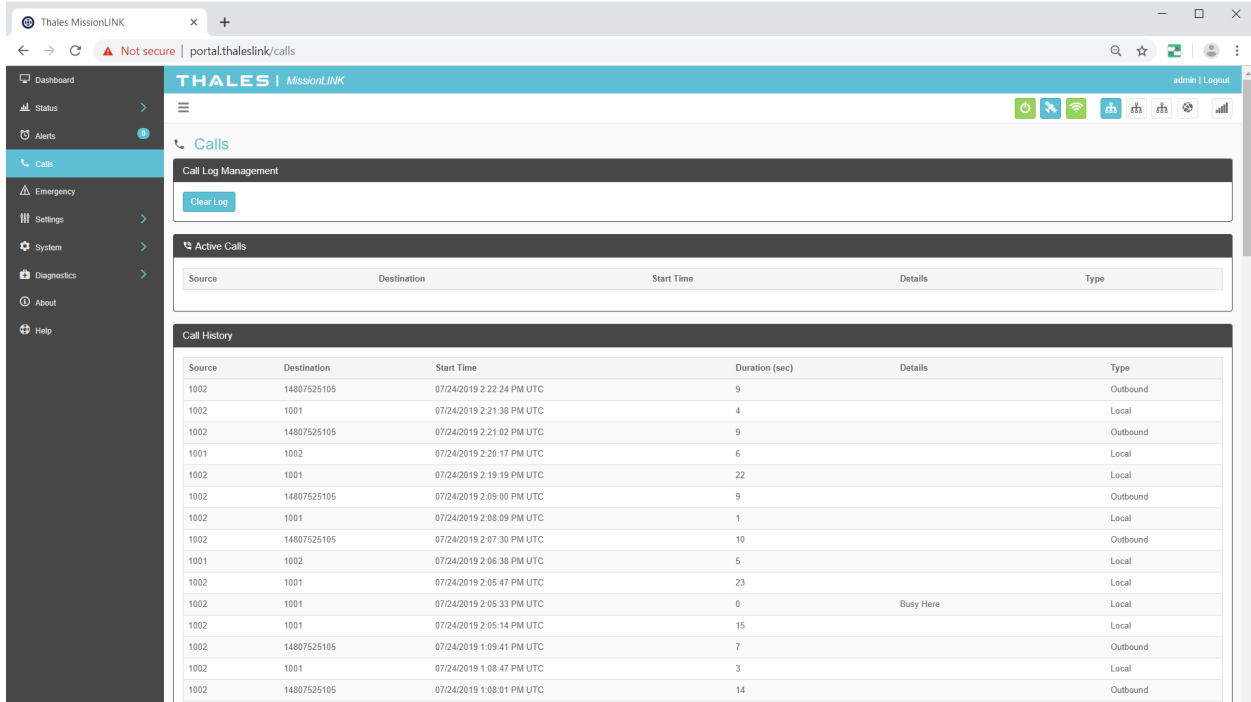 Thales MissionLINK
Not secure | portal.thaleslink/calls
Dashboard
THALES | MissionLINK
admin | Logout
Status
Alerts
0
Calls
Calls
Call Log Management
Emergency
Clear Log
Settings
System
Active Calls
Diagnostics
Source Destination Start Time Details Type
About
Help
Call History
Source Destination Start Time Duration (sec) Details Type
1002 14807525105 07/24/2019 2:22:24 PM UTC 9 Outbound
1002 1001 07/24/2019 2:21:38 PM UTC 4 Local
1002 14807525105 07/24/2019 2:21:02 PM UTC 9 Outbound
1001 1002 07/24/2019 2:20:17 PM UTC 6 Local
1002 1001 07/24/2019 2:19:19 PM UTC 22 Local
1002 14807525105 07/24/2019 2:09:00 PM UTC 9 Outbound
1002 1001 07/24/2019 2:08:09 PM UTC 1 Local
1002 14807525105 07/24/2019 2:07:30 PM UTC 10 Outbound
1001 1002 07/24/2019 2:06:38 PM UTC 5 Local
1002 1001 07/24/2019 2:05:47 PM UTC 23 Local
1002 1001 07/24/2019 2:05:33 PM UTC 0 Busy Here Local
1002 1001 07/24/2019 2:05:14 PM UTC 15 Local
1002 14807525105 07/24/2019 1:09:41 PM UTC 7 Outbound
1002 1001 07/24/2019 1:08:47 PM UTC 3 Local
1002 14807525105 07/24/2019 1:08:01 PM UTC 14 Outbound